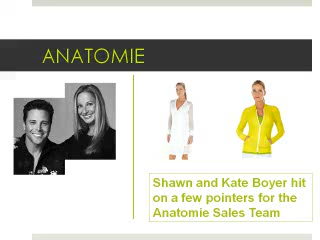 ANATOMIE
Shawn and Kate Boyer hit
on a few pointers for the
Anatomie Sales Team